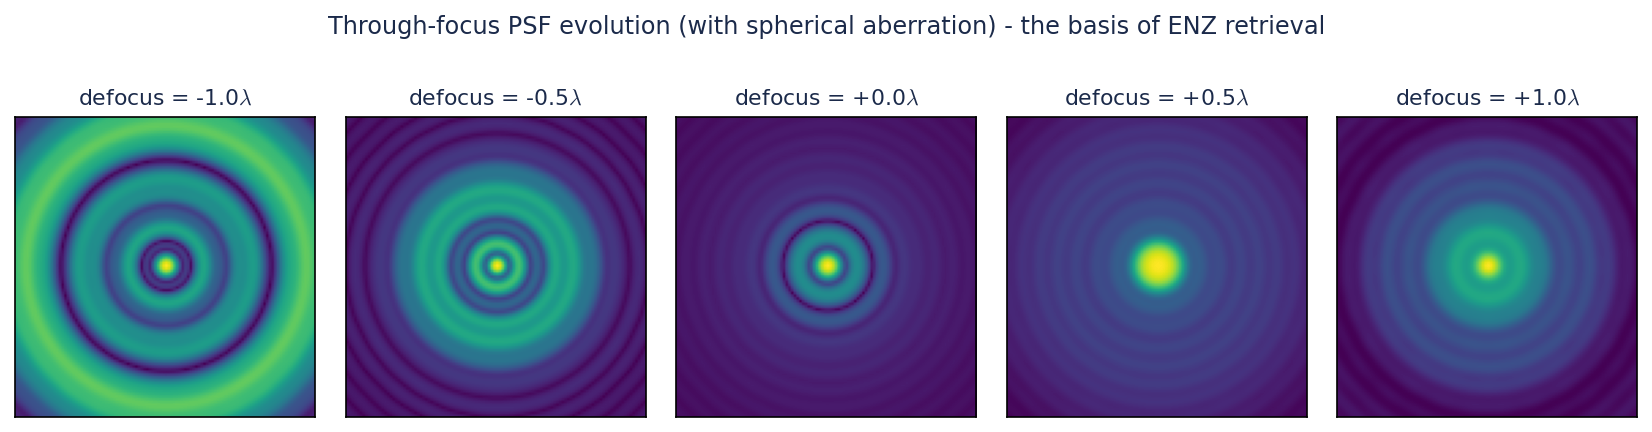 Through-focus PSF evolution (with spherical aberration) - the basis of ENZ retrieval
defocus = -1.0λ
defocus = -0.5λ
defocus = +0.0λ
defocus = +0.5λ
defocus = +1.0λ